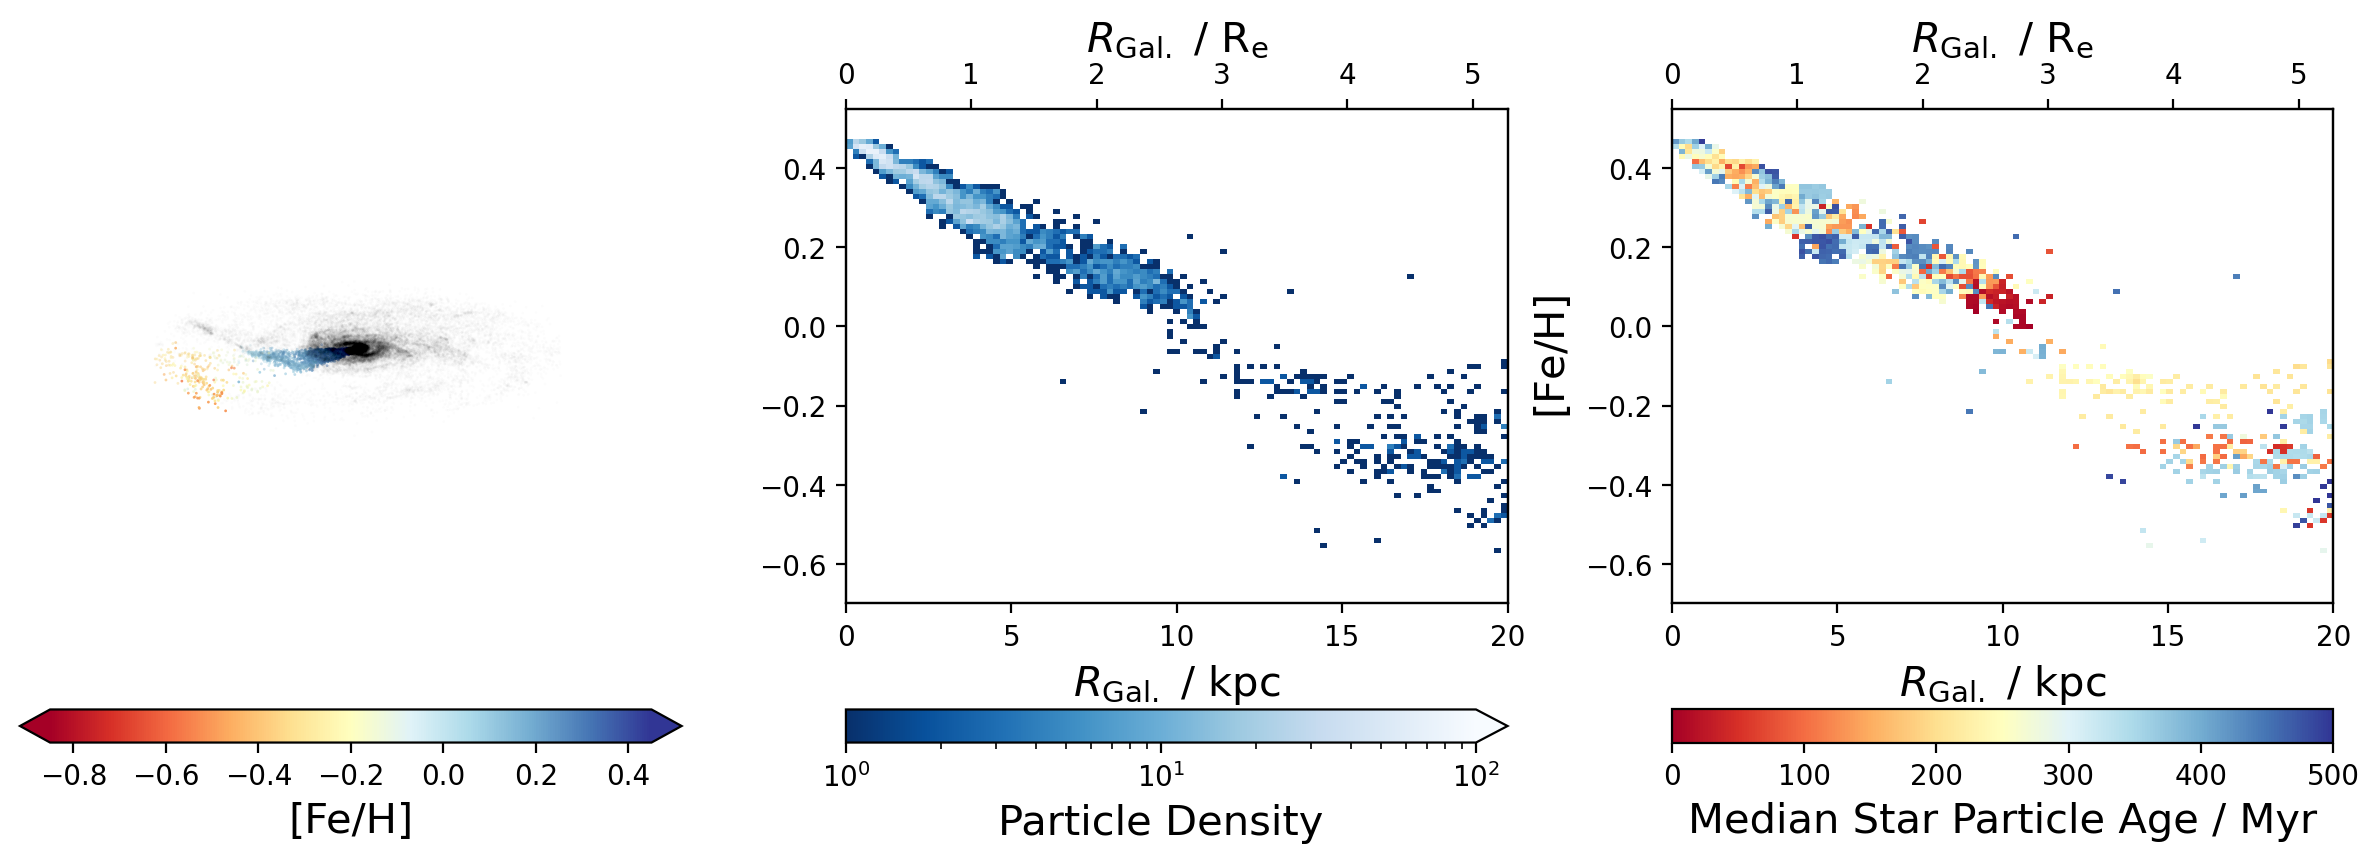 R_Gal. / R_e
0 1 2 3 4 5
0.4
0.2
0.0
−0.2
−0.4
−0.6
0 5 10 15 20
R_Gal. / kpc
10^0 10^1 10^2
Particle Density
−0.8 −0.6 −0.4 −0.2 0.0 0.2 0.4
[Fe/H]
R_Gal. / R_e
0 1 2 3 4 5
[Fe/H]
0.4
0.2
0.0
−0.2
−0.4
−0.6
0 5 10 15 20
R_Gal. / kpc
0 100 200 300 400 500
Median Star Particle Age / Myr